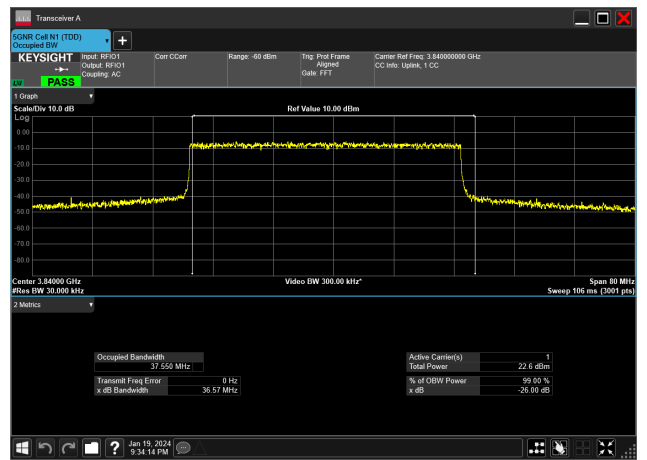 Transceiver A
5GNR Cell N1 (TDD)
Occupied BW
KEYSIGHT
Input: RFIO1
Output: RFIO1
Coupling: AC
Corr CCorr
Range: -60 dBm
Trig: Prot Frame
Aligned
Gate: FFT
Carrier Ref Freq: 3.840000000 GHz
CC Info: Uplink, 1 CC
PASS
1 Graph
Scale/Div 10.0 dB
Ref Value 10.00 dBm
Log
0.00
-10.0
-20.0
-30.0
-40.0
-50.0
-60.0
-70.0
-80.0
Center 3.84000 GHz
Video BW 300.00 kHz*
Span 80 MHz
#Res BW 30.000 kHz
Sweep 106 ms (3001 pts)
2 Metrics
Occupied Bandwidth
37.550 MHz
Transmit Freq Error 0 Hz
x dB Bandwidth 36.57 MHz
Active Carrier(s) 1
Total Power 22.6 dBm
% of OBW Power 99.00 %
x dB -26.00 dB
Jan 19, 2024
9:34:14 PM